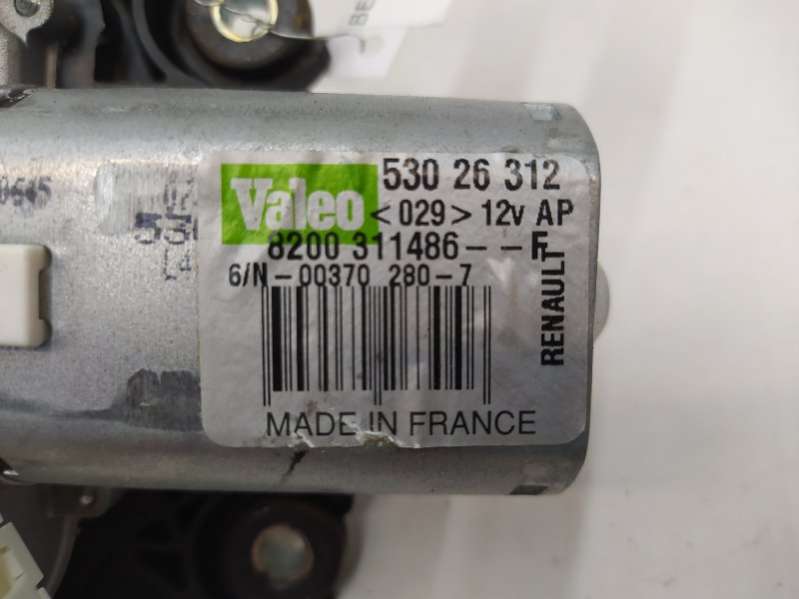 Valeo
530 26 312
<029> 12v AP
8200 311486--F
6/N-00370 280-7
RENAULT
MADE IN FRANCE